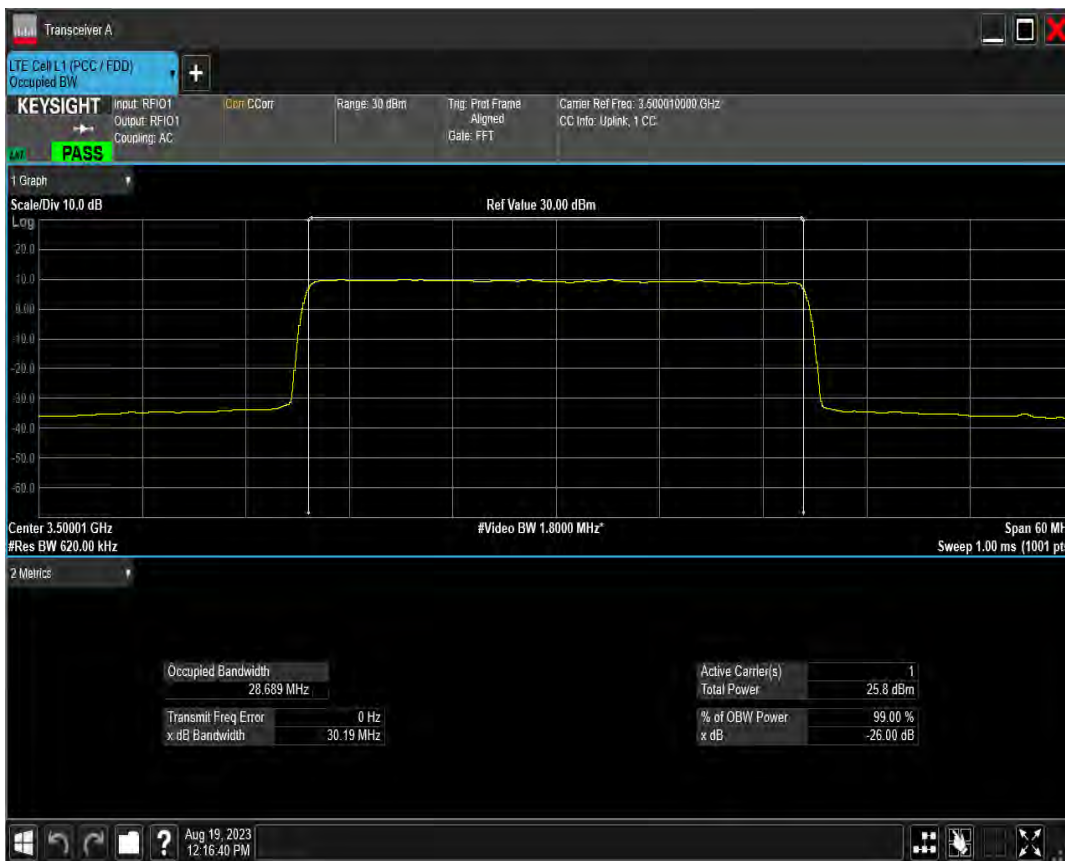 Transceiver A
LTE Cell L1 (PCC / FDD)
Occupied BW
+
KEYSIGHT
Input: RFIO1
Output: RFIO1
Coupling: AC
Corr CCorr
Range: 30 dBm
Trig: Prot Frame
Aligned
Gate: FFT
Carrier Ref Freq: 3.500010000 GHz
CC Info: Uplink, 1 CC
PASS
1 Graph
Scale/Div 10.0 dB
Ref Value 30.00 dBm
Log
20.0
10.0
0.00
-10.0
-20.0
-30.0
-40.0
-50.0
-60.0
Center 3.50001 GHz
#Video BW 1.8000 MHz*
Span 60 MH
#Res BW 620.00 kHz
Sweep 1.00 ms (1001 pt
2 Metrics
Occupied Bandwidth
28.689 MHz
Transmit Freq Error 0 Hz
x dB Bandwidth 30.19 MHz
Active Carrier(s) 1
Total Power 25.8 dBm
% of OBW Power 99.00 %
x dB -26.00 dB
?
Aug 19, 2023
12:16:40 PM